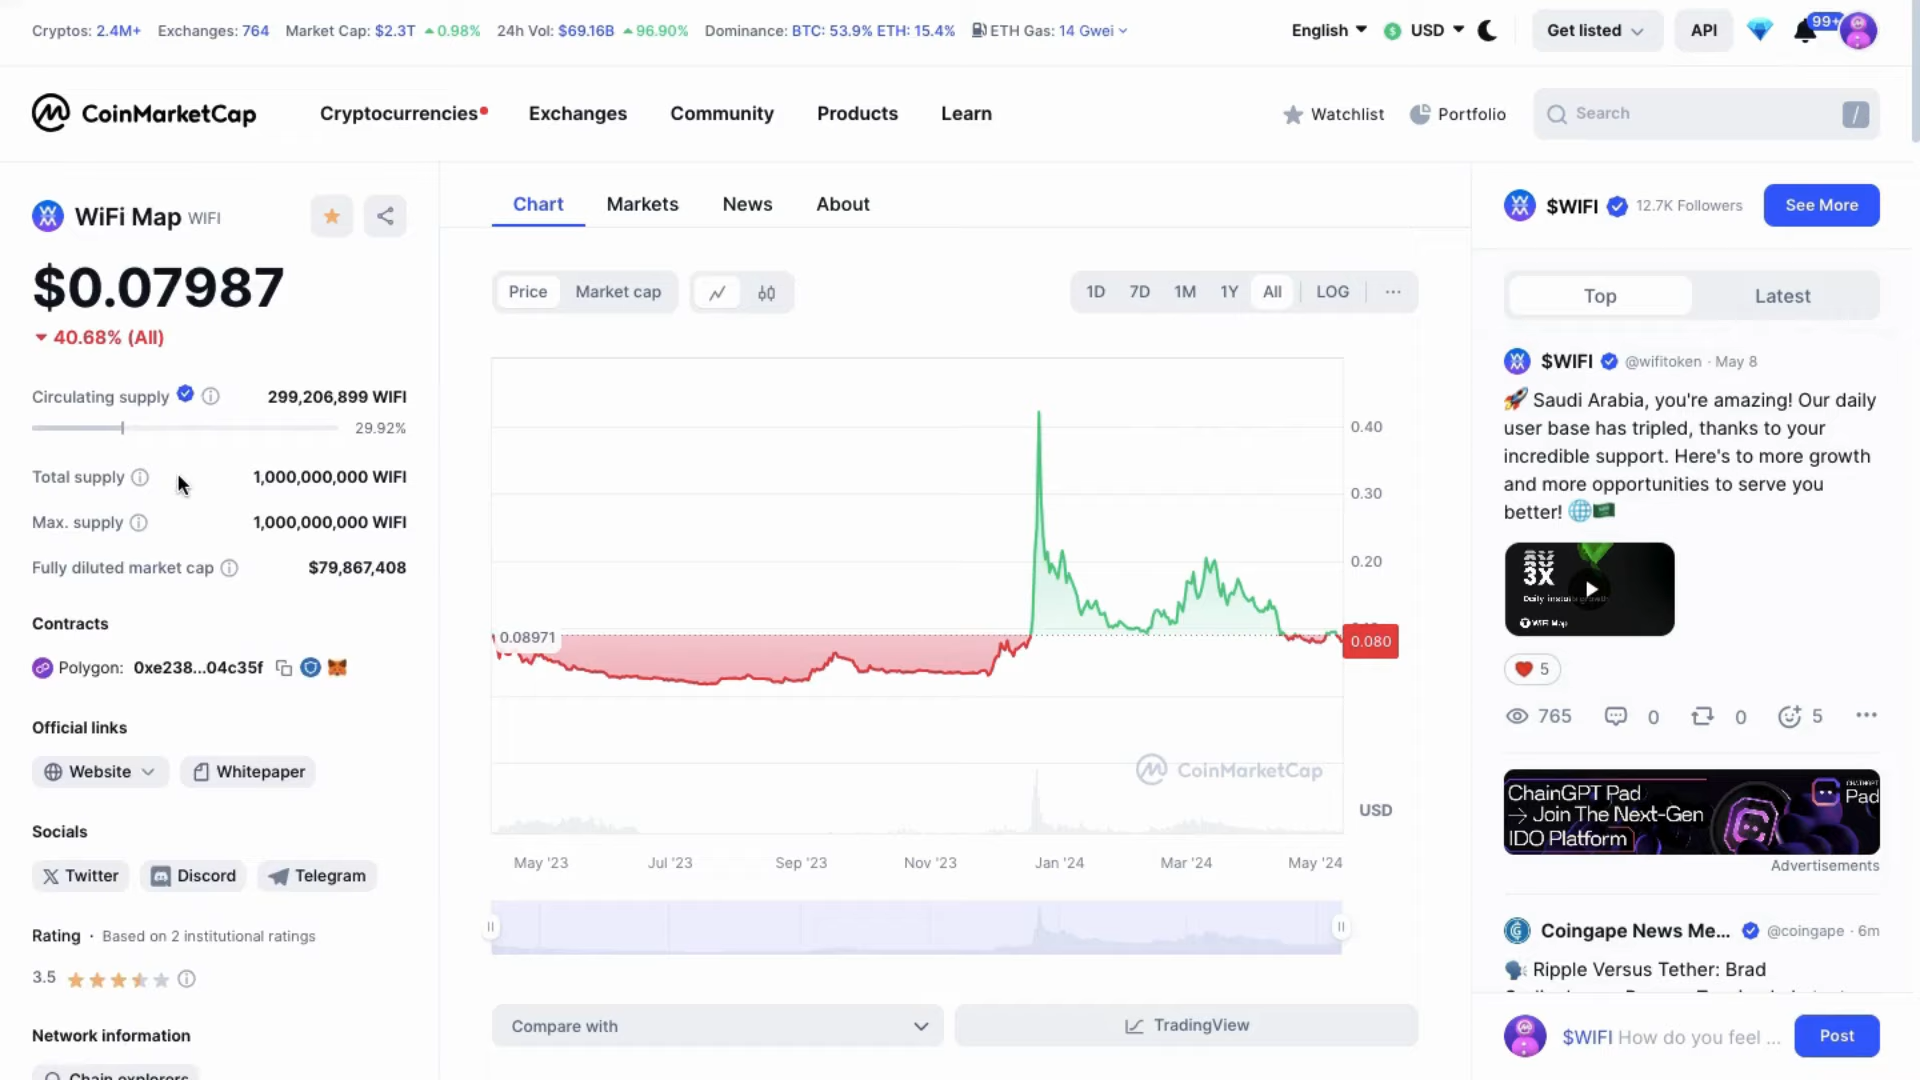 Cryptos: 2.4M+ Exchanges: 764 Market Cap: $2.3T 0.98% 24h Vol: $69.16B 96.90% Dominance: BTC: 53.9% ETH: 15.4% ETH Gas: 14 Gwei English USD Get listed API 99+
CoinMarketCap Cryptocurrencies Exchanges Community Products Learn Watchlist Portfolio Search /
WiFi Map WIFI
$0.07987
40.68% (All)
Circulating supply 299,206,899 WIFI
29.92%
Total supply 1,000,000,000 WIFI
Max. supply 1,000,000,000 WIFI
Fully diluted market cap $79,867,408
Contracts
Polygon: 0xe238...04c35f
Official links
Website Whitepaper
Socials
Twitter Discord Telegram
Rating · Based on 2 institutional ratings
3.5
Network information
Chain explorers
Chart Markets News About
Price Market cap 1D 7D 1M 1Y All LOG ...
0.40
0.30
0.20
0.08971
0.080
CoinMarketCap
USD
May '23 Jul '23 Sep '23 Nov '23 Jan '24 Mar '24 May '24
Compare with TradingView
$WIFI 12.7K Followers See More
Top Latest
$WIFI @wifitoken · May 8
🚀 Saudi Arabia, you're amazing! Our daily
user base has tripled, thanks to your
incredible support. Here's to more growth
and more opportunities to serve you
better! 🌐🇸🇦
3X
WiFi Map
5
765 0 0 5 ...
ChainGPT Pad
→ Join The Next-Gen
IDO Platform
CHAINGPT
Pad
Advertisements
Coingape News Me... @coingape · 6m
🗣 Ripple Versus Tether: Brad
$WIFI How do you feel ... Post